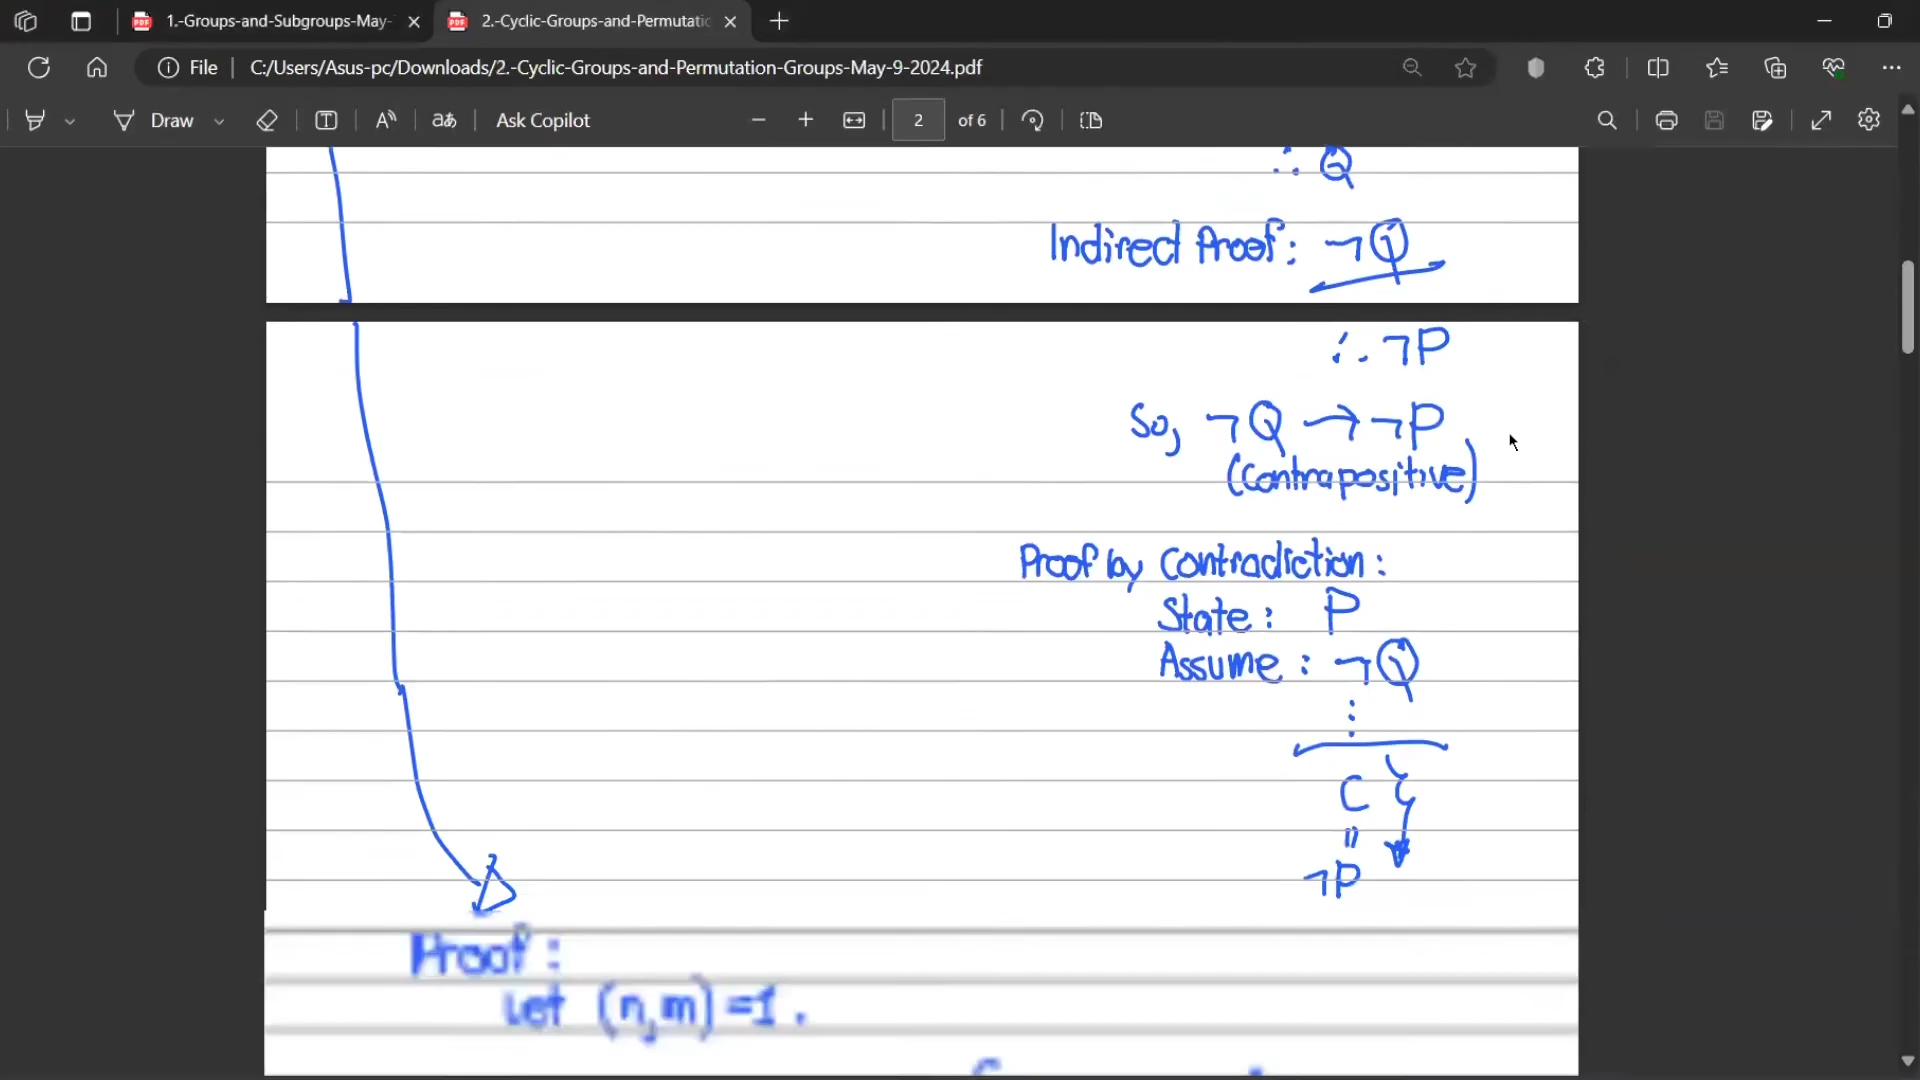 1.-Groups-and-Subgroups-May-
2.-Cyclic-Groups-and-Permutatic
File
C:/Users/Asus-pc/Downloads/2.-Cyclic-Groups-and-Permutation-Groups-May-9-2024.pdf
Draw
aあ
Ask Copilot
2
of 6
∴ Q
Indirect Proof: ¬Q
∴ ¬P
So, ¬Q → ¬P
(Contrapositive)
Proof by Contradiction:
State: P
Assume: ¬Q
⋮
C
=
¬P
Proof:
Let (n,m)=1.